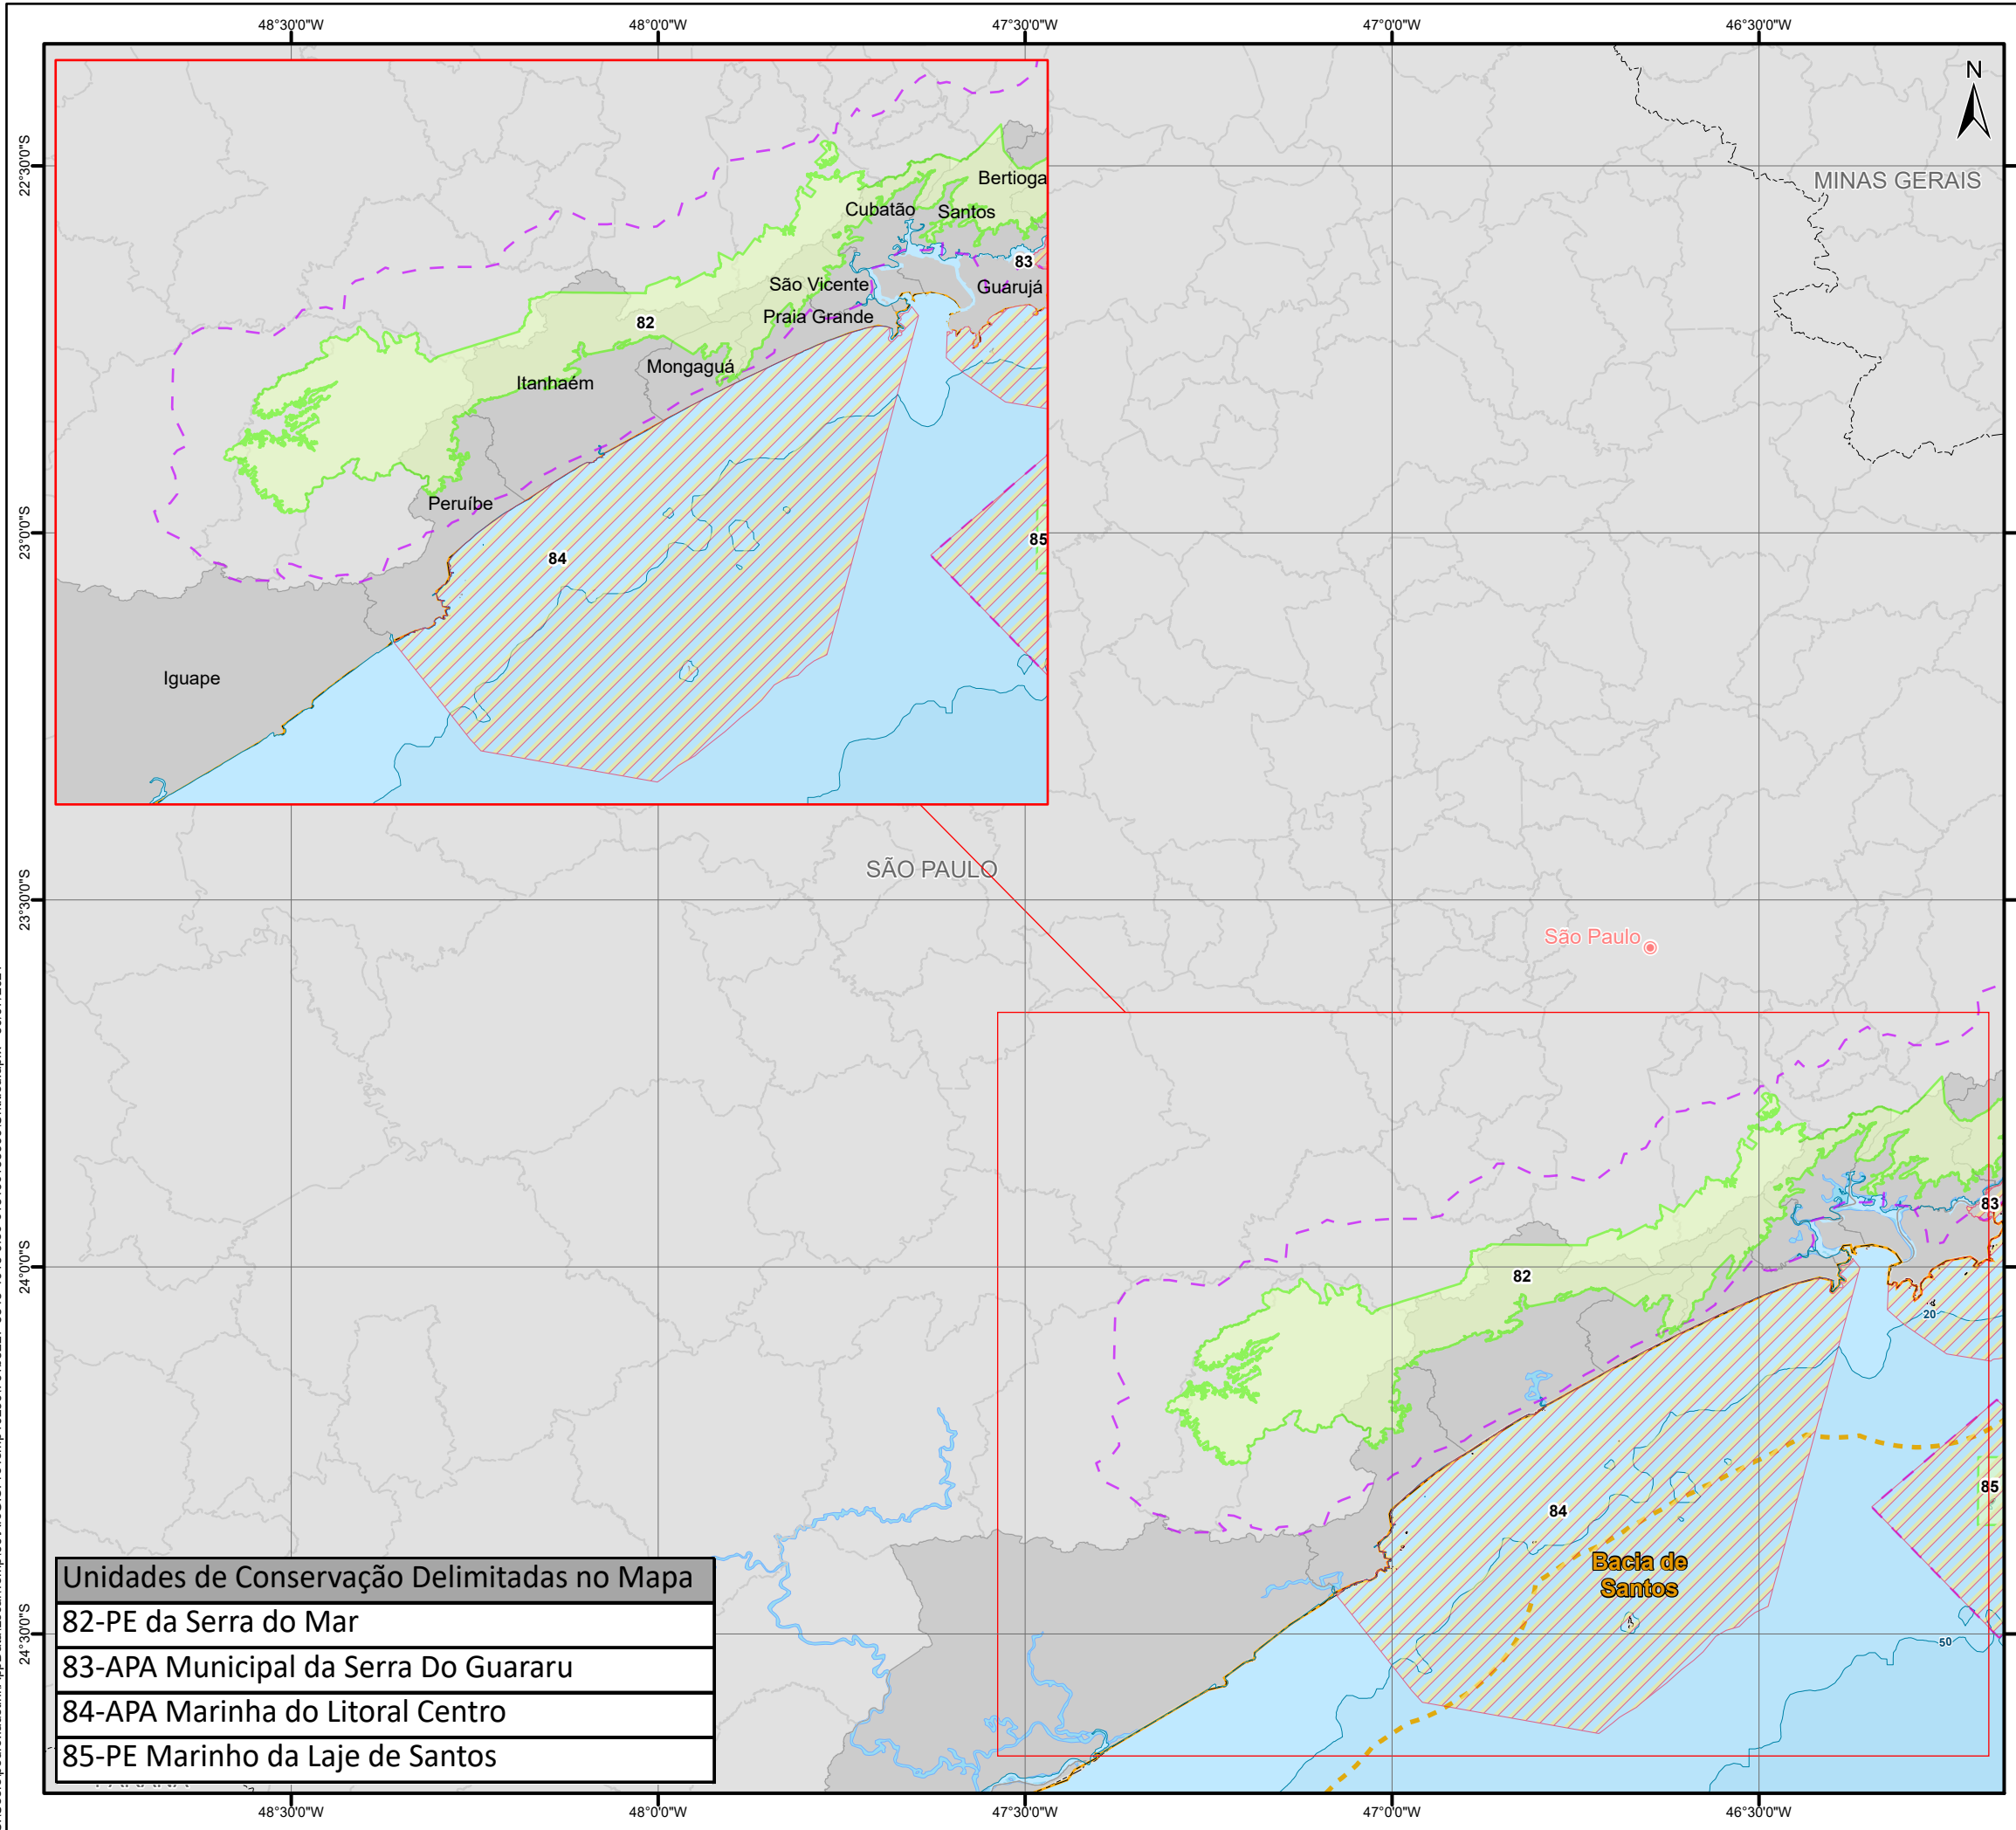 48°30'0"W
48°0'0"W
47°30'0"W
47°0'0"W
46°30'0"W
N
22°30'0"S
MINAS GERAIS
Bertioga
Cubatão
Santos
83
São Vicente
Guarujá
Praia Grande
82
Mongaguá
Itanhaém
Peruíbe
23°0'0"S
85
84
Iguape
SÃO PAULO
23°30'0"S
São Paulo
83
24°0'0"S
82
20
85
84
Bacia de
Santos
24°30'0"S
50
Unidades de Conservação Delimitadas no Mapa
82-PE da Serra do Mar
83-APA Municipal da Serra Do Guararu
84-APA Marinha do Litoral Centro
85-PE Marinho da Laje de Santos
48°30'0"W
48°0'0"W
47°30'0"W
47°0'0"W
46°30'0"W